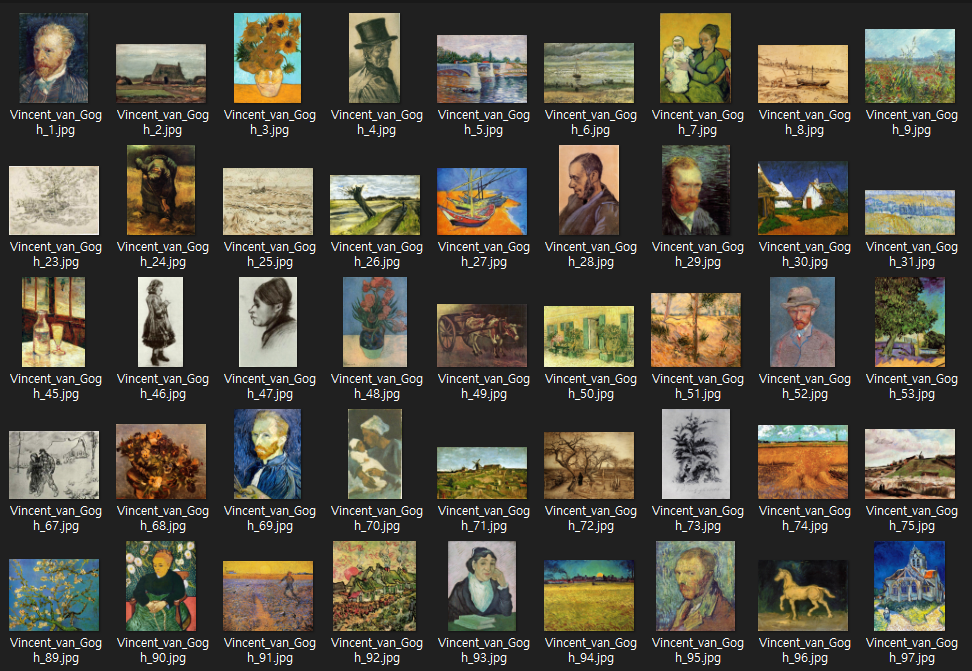 Vincent_van_Gog Vincent_van_Gog Vincent_van_Gog Vincent_van_Gog Vincent_van_Gog Vincent_van_Gog Vincent_van_Gog Vincent_van_Gog Vincent_van_Gog
h_1.jpg h_2.jpg h_3.jpg h_4.jpg h_5.jpg h_6.jpg h_7.jpg h_8.jpg h_9.jpg
Vincent_van_Gog Vincent_van_Gog Vincent_van_Gog Vincent_van_Gog Vincent_van_Gog Vincent_van_Gog Vincent_van_Gog Vincent_van_Gog Vincent_van_Gog
h_23.jpg h_24.jpg h_25.jpg h_26.jpg h_27.jpg h_28.jpg h_29.jpg h_30.jpg h_31.jpg
Vincent_van_Gog Vincent_van_Gog Vincent_van_Gog Vincent_van_Gog Vincent_van_Gog Vincent_van_Gog Vincent_van_Gog Vincent_van_Gog Vincent_van_Gog
h_45.jpg h_46.jpg h_47.jpg h_48.jpg h_49.jpg h_50.jpg h_51.jpg h_52.jpg h_53.jpg
Vincent_van_Gog Vincent_van_Gog Vincent_van_Gog Vincent_van_Gog Vincent_van_Gog Vincent_van_Gog Vincent_van_Gog Vincent_van_Gog Vincent_van_Gog
h_67.jpg h_68.jpg h_69.jpg h_70.jpg h_71.jpg h_72.jpg h_73.jpg h_74.jpg h_75.jpg
Vincent_van_Gog Vincent_van_Gog Vincent_van_Gog Vincent_van_Gog Vincent_van_Gog Vincent_van_Gog Vincent_van_Gog Vincent_van_Gog Vincent_van_Gog
h_89.jpg h_90.jpg h_91.jpg h_92.jpg h_93.jpg h_94.jpg h_95.jpg h_96.jpg h_97.jpg